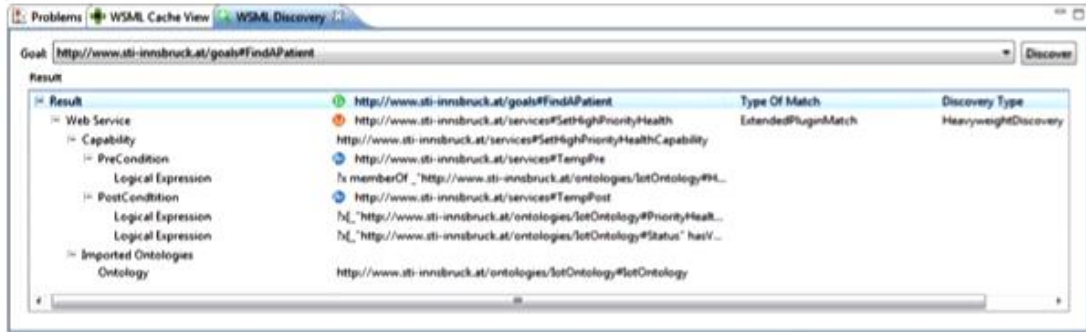 Problems WSML Cache View WSML Discovery
Goal: http://www.sti-innsbruck.at/goals#FindAPatient Discover
Result
Result http://www.sti-innsbruck.at/goals#FindAPatient Type Of Match Discovery Type
Web Service http://www.sti-innsbruck.at/services#SetHighPriorityHealth ExtendedPluginMatch HeavyweightDiscovery
Capability http://www.sti-innsbruck.at/services#SetHighPriorityHealthCapability
PreCondition http://www.sti-innsbruck.at/services#TempPre
Logical Expression ?x memberOf _"http://www.sti-innsbruck.at/ontologies/IotOntology#H...
PostCondtition http://www.sti-innsbruck.at/services#TempPost
Logical Expression ?x[_"http://www.sti-innsbruck.at/ontologies/IotOntology#PriorityHealt...
Logical Expression ?x[_"http://www.sti-innsbruck.at/ontologies/IotOntology#Status" hasV...
Imported Ontologies
Ontology http://www.sti-innsbruck.at/ontologies/IotOntology#IotOntology